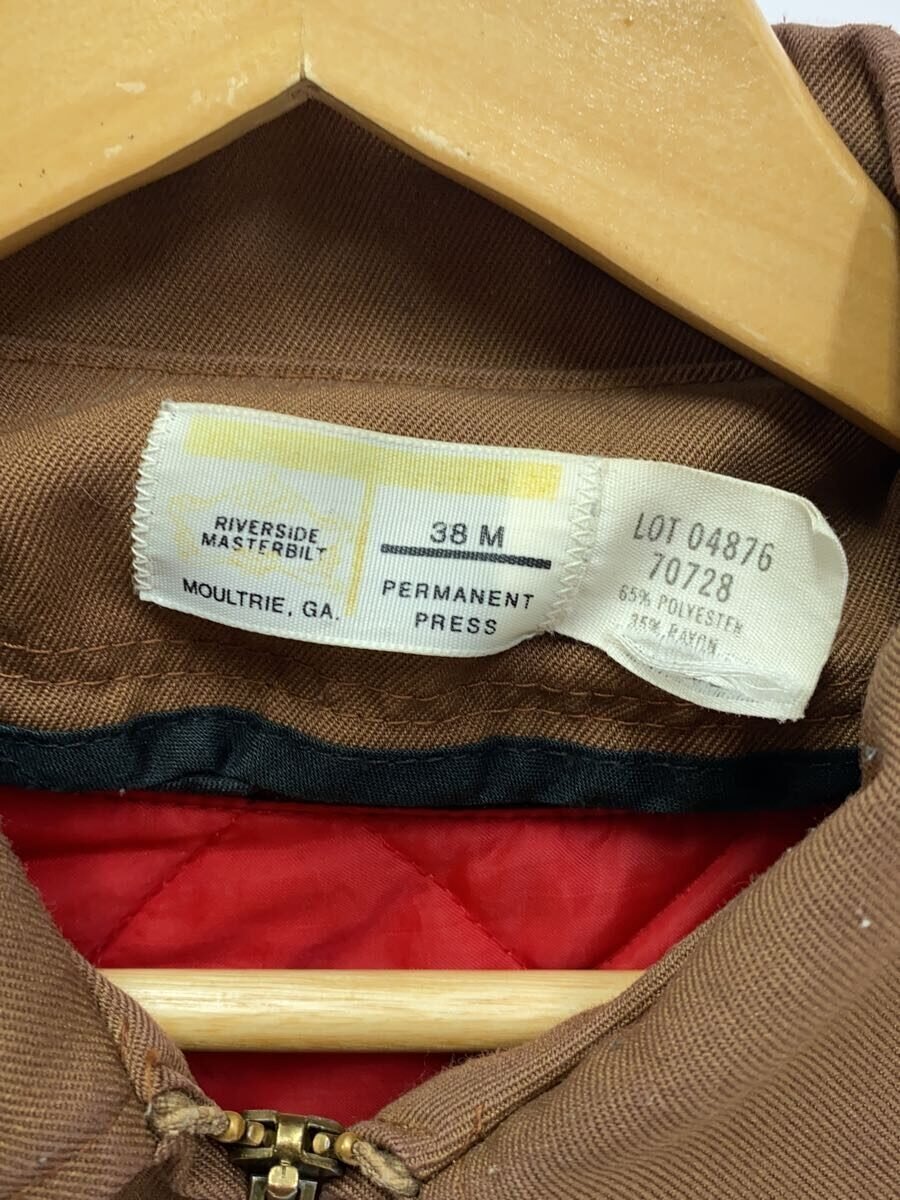 RIVERSIDE
MASTERBILT
MOULTRIE, GA.
38 M
PERMANENT
PRESS
LOT 04876
70728
65% POLYESTER
35% RAYON